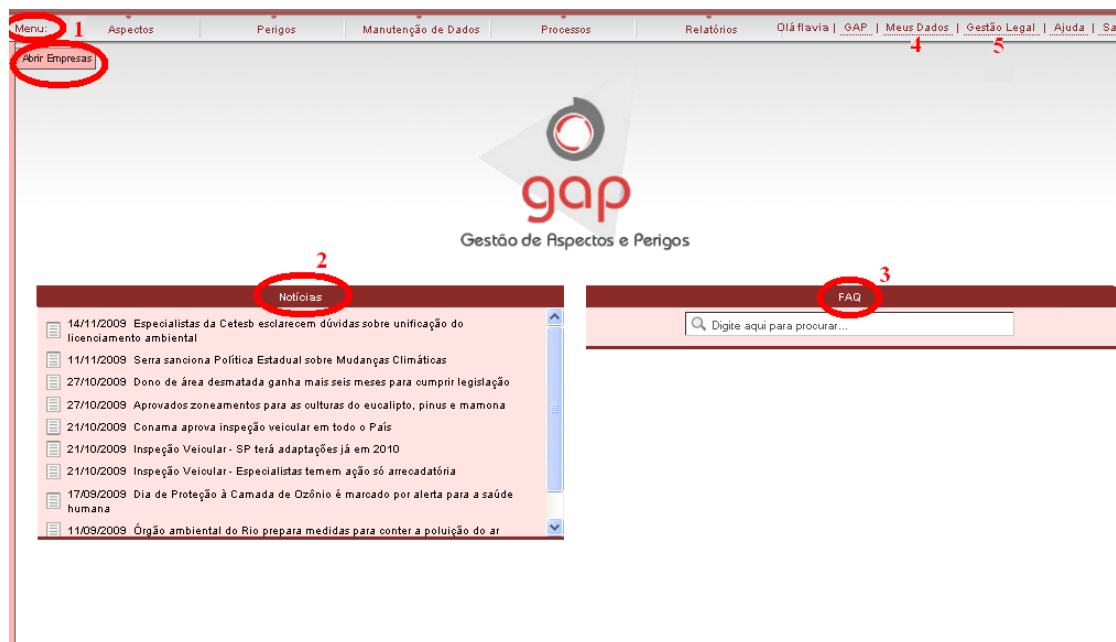 Menu: 1 Aspectos Perigos Manutenção de Dados Processos Relatórios Olá flavia | GAP | Meus Dados | Gestão Legal | Ajuda | Sa
4 5
Abrir Empresas
gap
Gestão de Aspectos e Perigos
2
3
Notícias
14/11/2009 Especialistas da Cetesb esclarecem dúvidas sobre unificação do
licenciamento ambiental
11/11/2009 Serra sanciona Política Estadual sobre Mudanças Climáticas
27/10/2009 Dono de área desmatada ganha mais seis meses para cumprir legislação
27/10/2009 Aprovados zoneamentos para as culturas do eucalipto, pinus e mamona
21/10/2009 Conama aprova inspeção veicular em todo o País
21/10/2009 Inspeção Veicular - SP terá adaptações já em 2010
21/10/2009 Inspeção Veicular - Especialistas temem ação só arrecadatória
17/09/2009 Dia de Proteção à Camada de Ozônio é marcado por alerta para a saúde
humana
11/09/2009 Órgão ambiental do Rio prepara medidas para conter a poluição do ar
FAQ
Digite aqui para procurar...